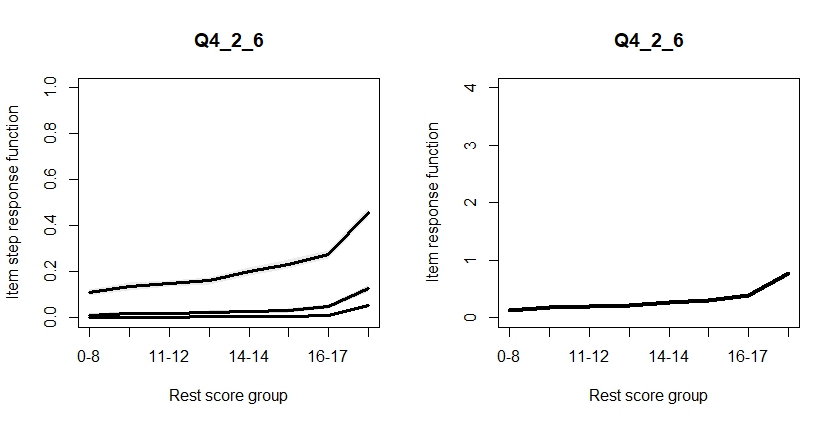 Q4_2_6
Item step response function
0.0 0.2 0.4 0.6 0.8 1.0
0-8 11-12 14-14 16-17
Rest score group
Q4_2_6
Item response function
0 1 2 3 4
0-8 11-12 14-14 16-17
Rest score group